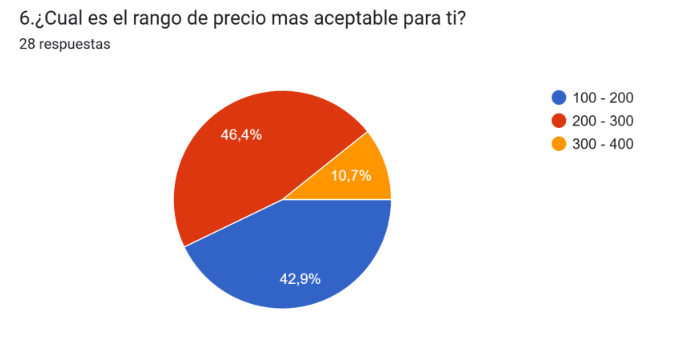 6.¿Cual es el rango de precio mas aceptable para ti?
28 respuestas
100 - 200
200 - 300
300 - 400
46,4%
10,7%
42,9%